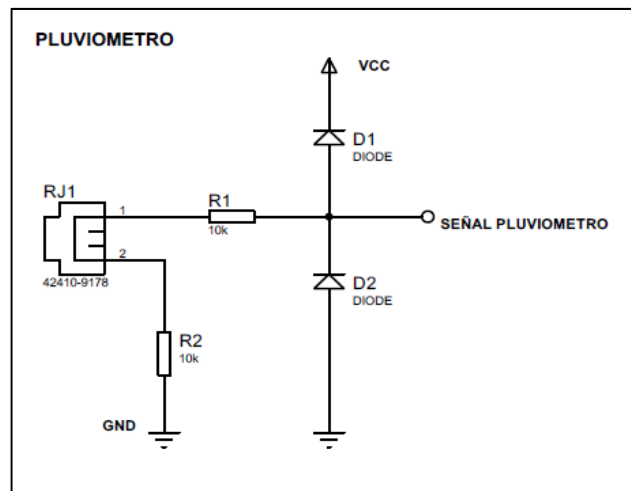 PLUVIOMETRO
VCC
D1
DIODE
RJ1
R1
1
10k
SEÑAL PLUVIOMETRO
2
42410-9178
D2
DIODE
R2
10k
GND